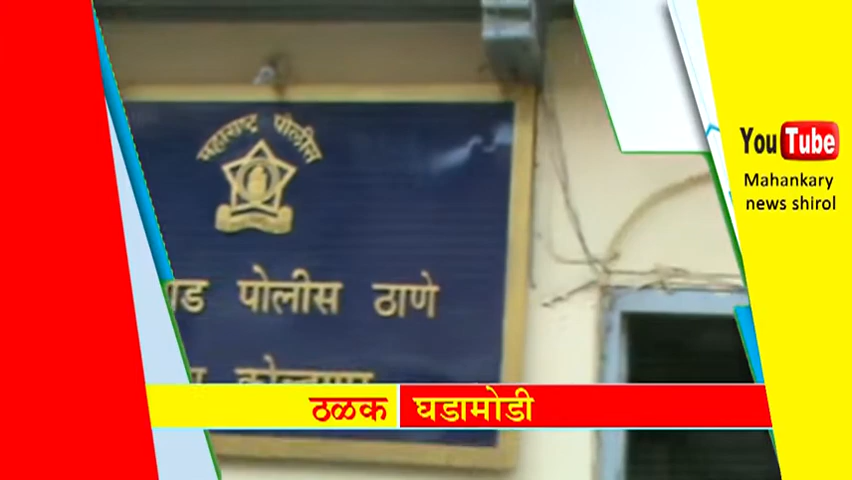 महाराष्ट्र पोलीस
पोलीस ठाणे
कोल्हापूर
ठळक घडामोडी
YouTube
Mahankary
news shirol